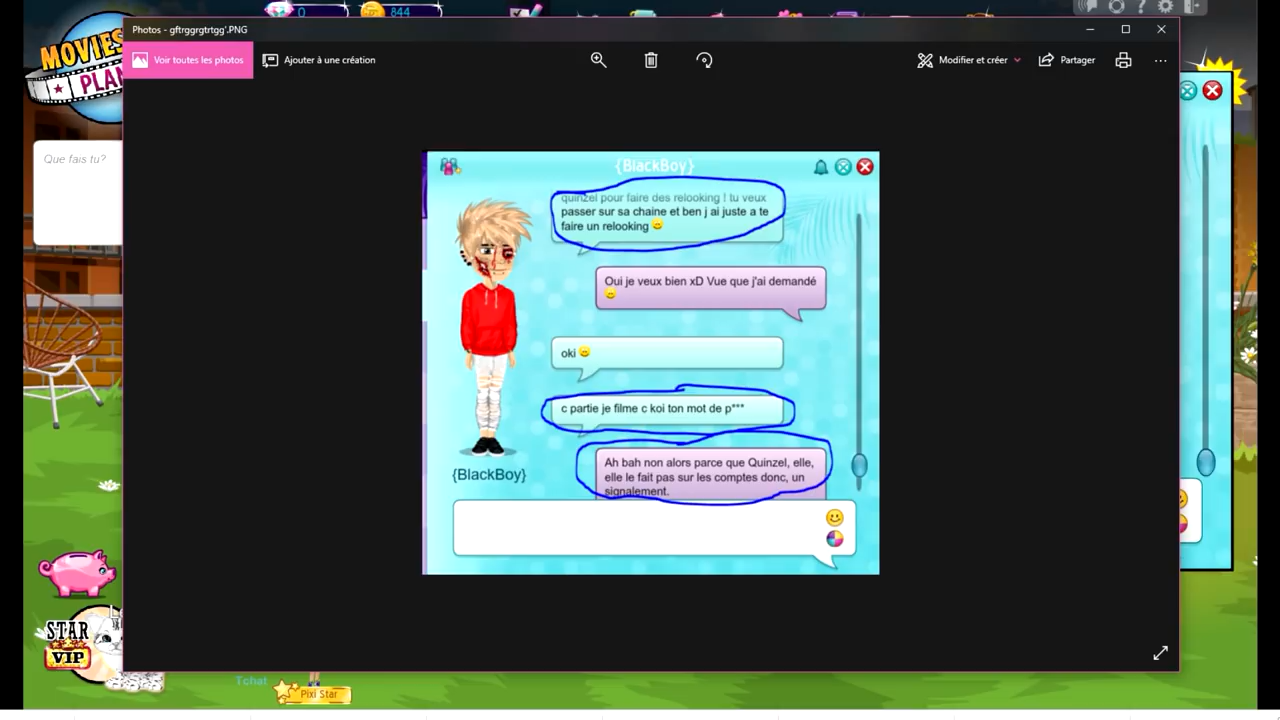 0
844
MOVIES
PLAN
Photos - gftrggrgtrtgg'.PNG
Voir toutes les photos
Ajouter à une création
Modifier et créer
Partager
Que fais tu?
{BlackBoy}
quinzel pour faire des relooking ! tu veux
passer sur sa chaine et ben j ai juste a te
faire un relooking
Oui je veux bien xD Vue que j'ai demandé
oki
c partie je filme c koi ton mot de p***
Ah bah non alors parce que Quinzel, elle,
elle le fait pas sur les comptes donc, un
signalement.
{BlackBoy}
STAR
VIP
Tchat
Pixi Star